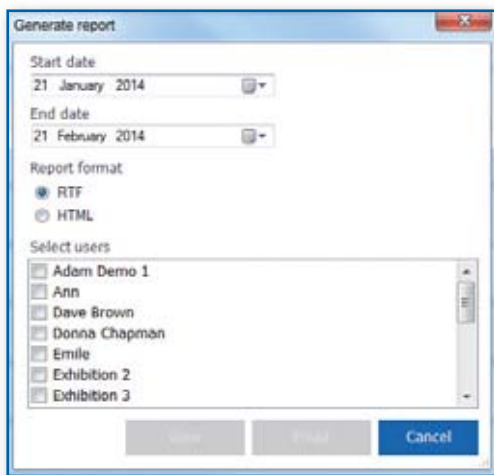 Generate report
Start date
21 January 2014
End date
21 February 2014
Report format
RTF
HTML
Select users
Adam Demo 1
Ann
Dave Brown
Donna Chapman
Emile
Exhibition 2
Exhibition 3
Cancel